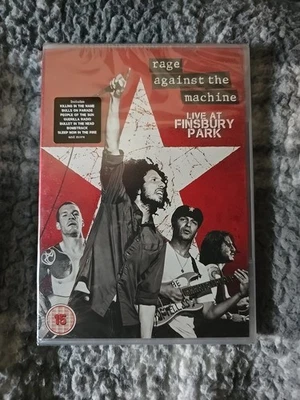 rage
against the
machine
LIVE AT
FINSBURY
PARK
Includes
KILLING IN THE NAME
BULLS ON PARADE
PEOPLE OF THE SUN
GUERILLA RADIO
BULLET IN THE HEAD
BOMBTRACK
SLEEP NOW IN THE FIRE
and more
15